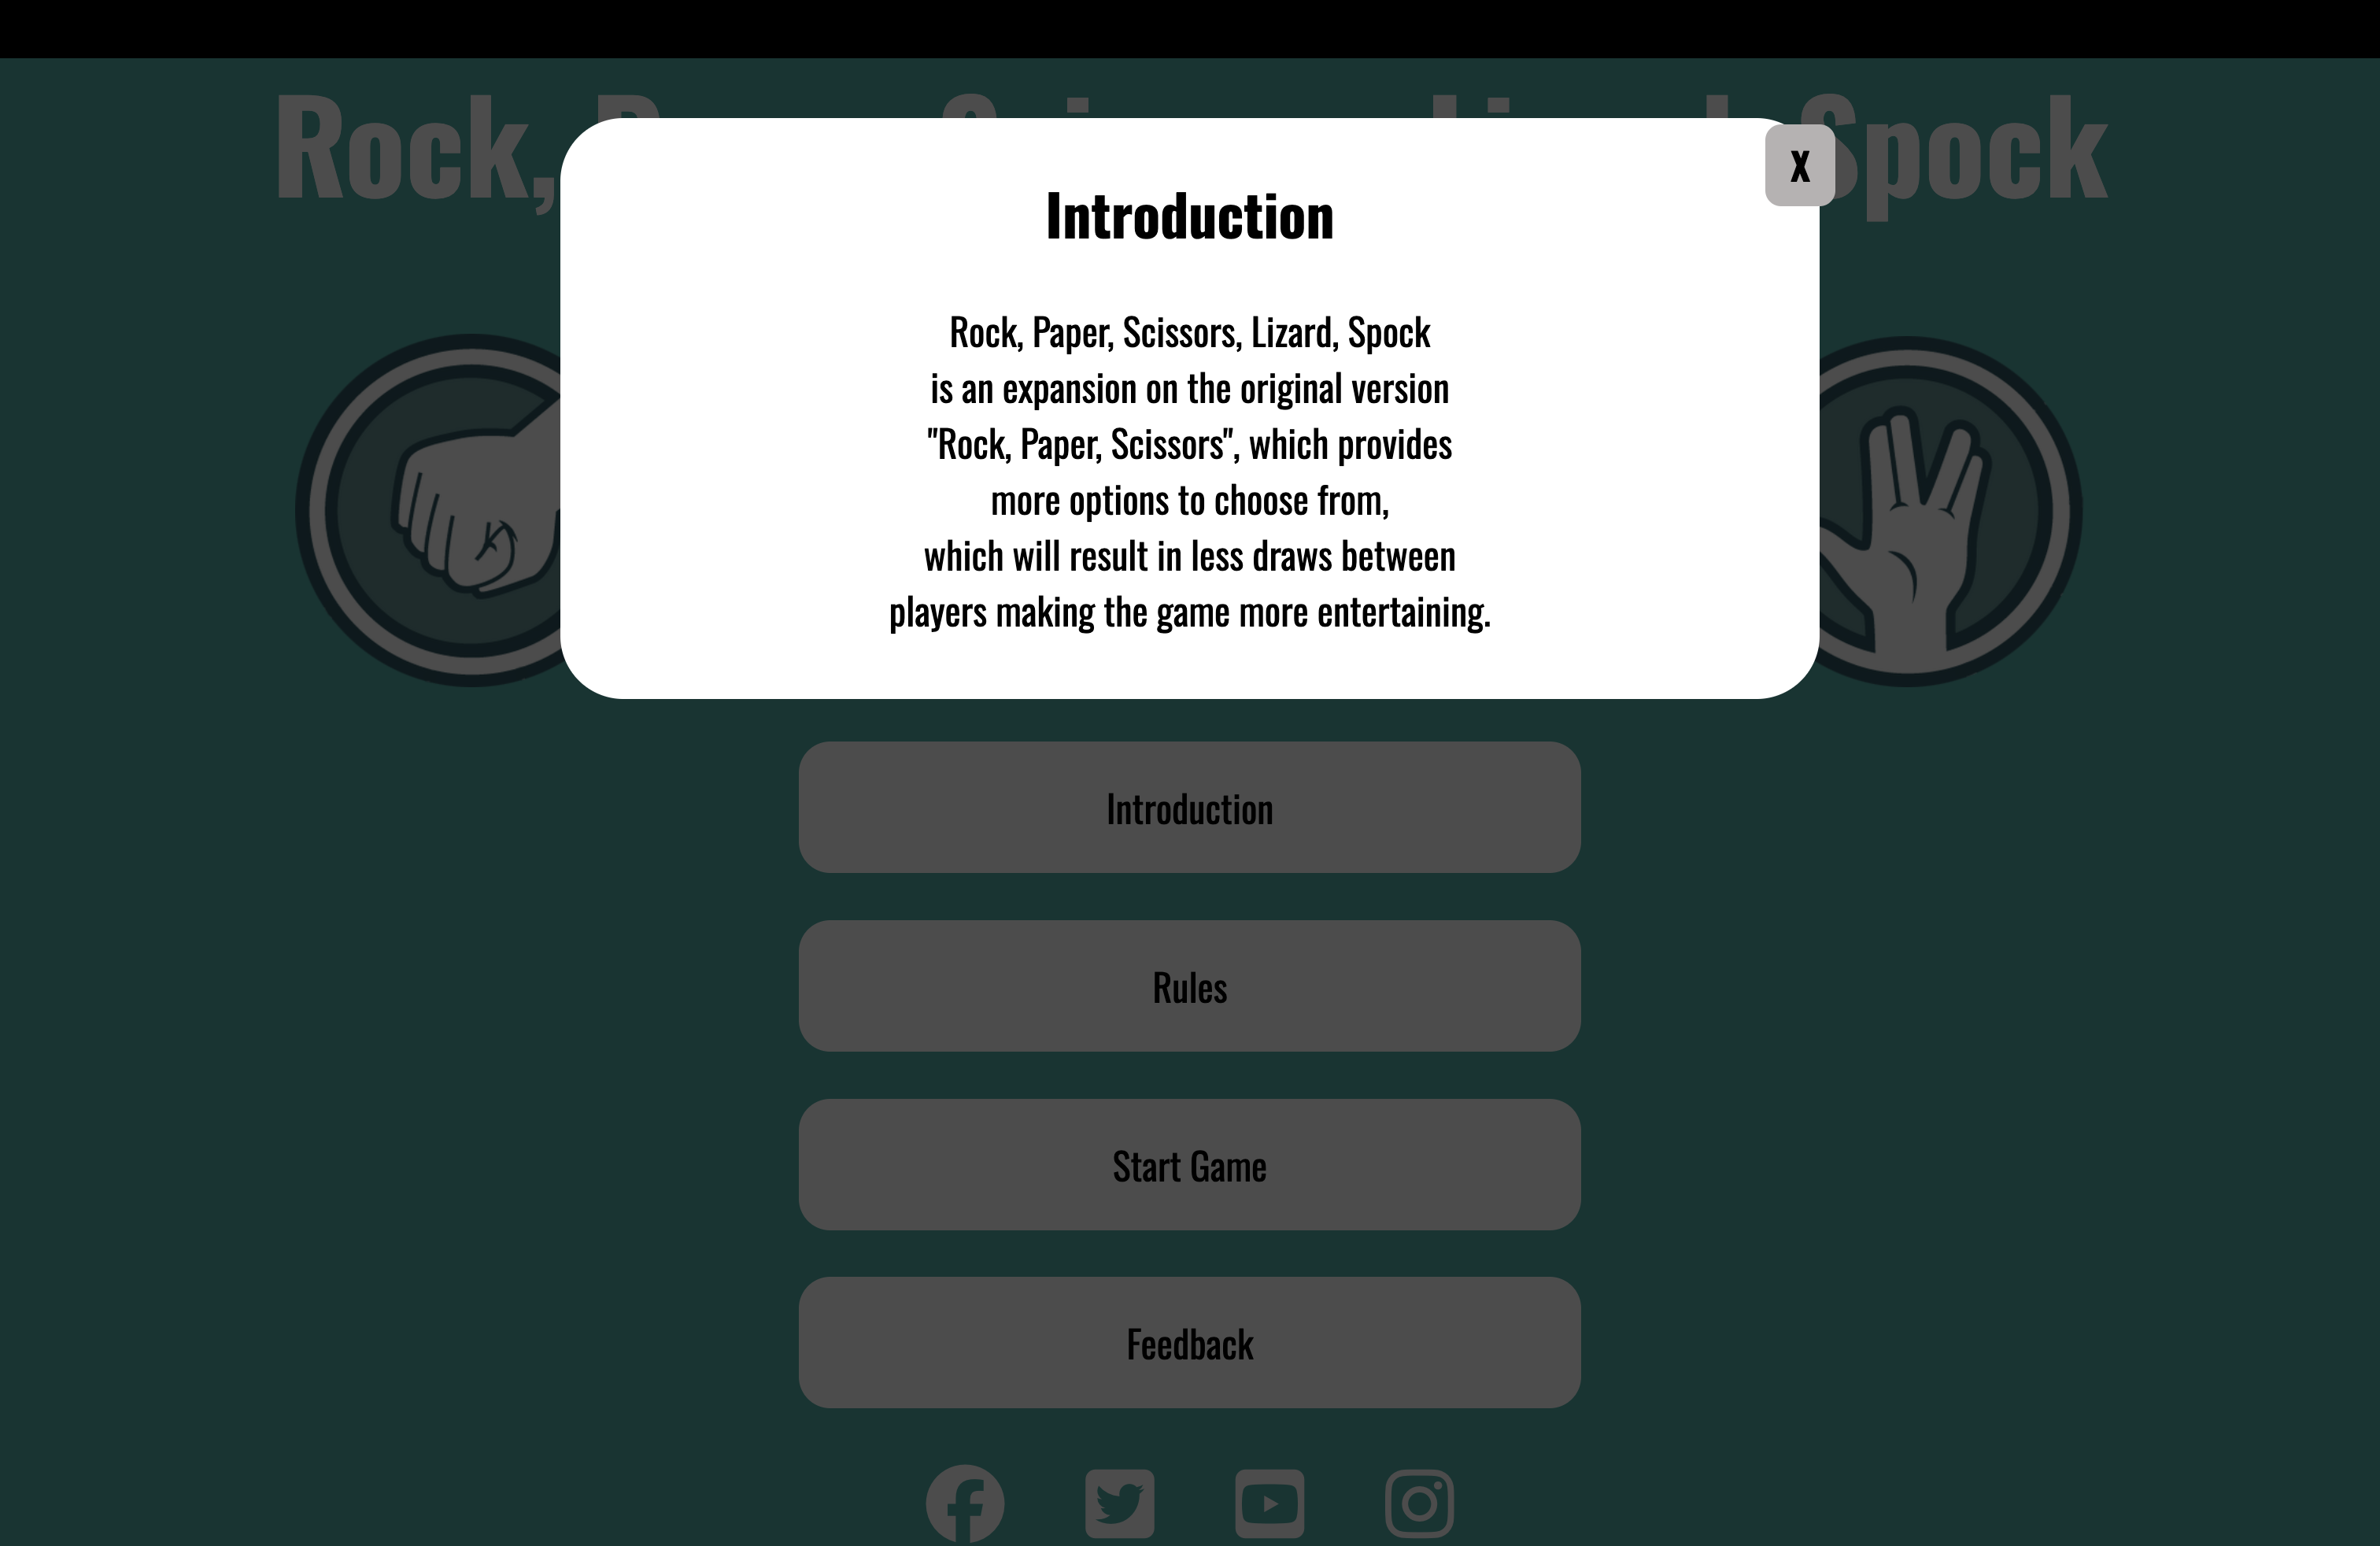 Rock, Spock
X
Introduction
Rock, Paper, Scissors, Lizard, Spock
is an expansion on the original version
"Rock, Paper, Scissors", which provides
more options to choose from,
which will result in less draws between
players making the game more entertaining.
Introduction
Rules
Start Game
Feedback